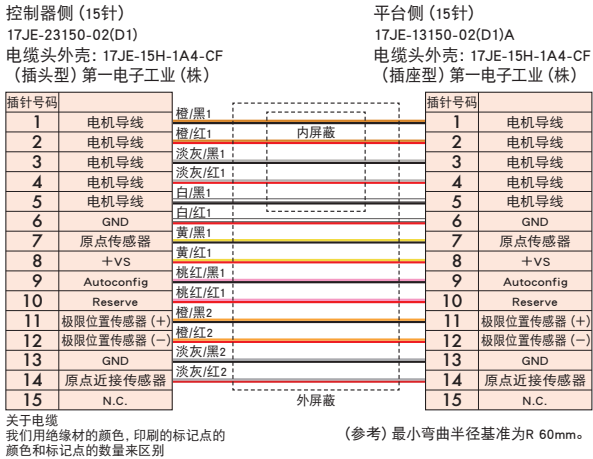 控制器侧（15针）
17JE-23150-02(D1)
电缆头外壳：17JE-15H-1A4-CF
（插头型）第一电子工业（株）
平台侧（15针）
17JE-13150-02(D1)A
电缆头外壳：17JE-15H-1A4-CF
（插座型）第一电子工业（株）
插针号码 插针号码
1 电机导线 橙/黑1 1 电机导线
2 电机导线 橙/红1 内屏蔽 2 电机导线
3 电机导线 淡灰/黑1 3 电机导线
4 电机导线 淡灰/红1 4 电机导线
5 电机导线 白/黑1 5 电机导线
6 GND 白/红1 6 GND
7 原点传感器 黄/黑1 7 原点传感器
8 ＋VS 黄/红1 8 ＋VS
9 Autoconfig 桃红/黑1 9 Autoconfig
10 Reserve 桃红/红1 10 Reserve
11 极限位置传感器（＋） 橙/黑2 11 极限位置传感器（＋）
12 极限位置传感器（－） 橙/红2 12 极限位置传感器（－）
13 GND 淡灰/黑2 13 GND
14 原点近接传感器 淡灰/红2 14 原点近接传感器
15 N.C. 外屏蔽 15 N.C.
关于电缆
我们用绝缘材的颜色，印刷的标记点的
颜色和标记点的数量来区别
（参考）最小弯曲半径基准为R 60mm。